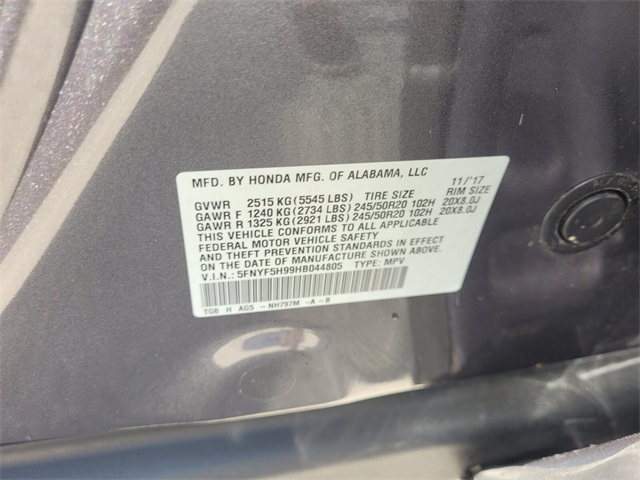 MFD. BY HONDA MFG. OF ALABAMA, LLC 11/'17
GVWR 2515 KG (5545 LBS) TIRE SIZE RIM SIZE
GAWR F 1240 KG (2734 LBS) 245/50R20 102H 20X8.0J
GAWR R 1325 KG (2921 LBS) 245/50R20 102H 20X8.0J
THIS VEHICLE CONFORMS TO ALL APPLICABLE
FEDERAL MOTOR VEHICLE SAFETY BUMPER
AND THEFT PREVENTION STANDARDS IN EFFECT
ON THE DATE OF MANUFACTURE SHOWN ABOVE.
V.I.N.: 5FNYF5H99HB044805 TYPE: MPV
TGB H AGS -NH797M -A-B